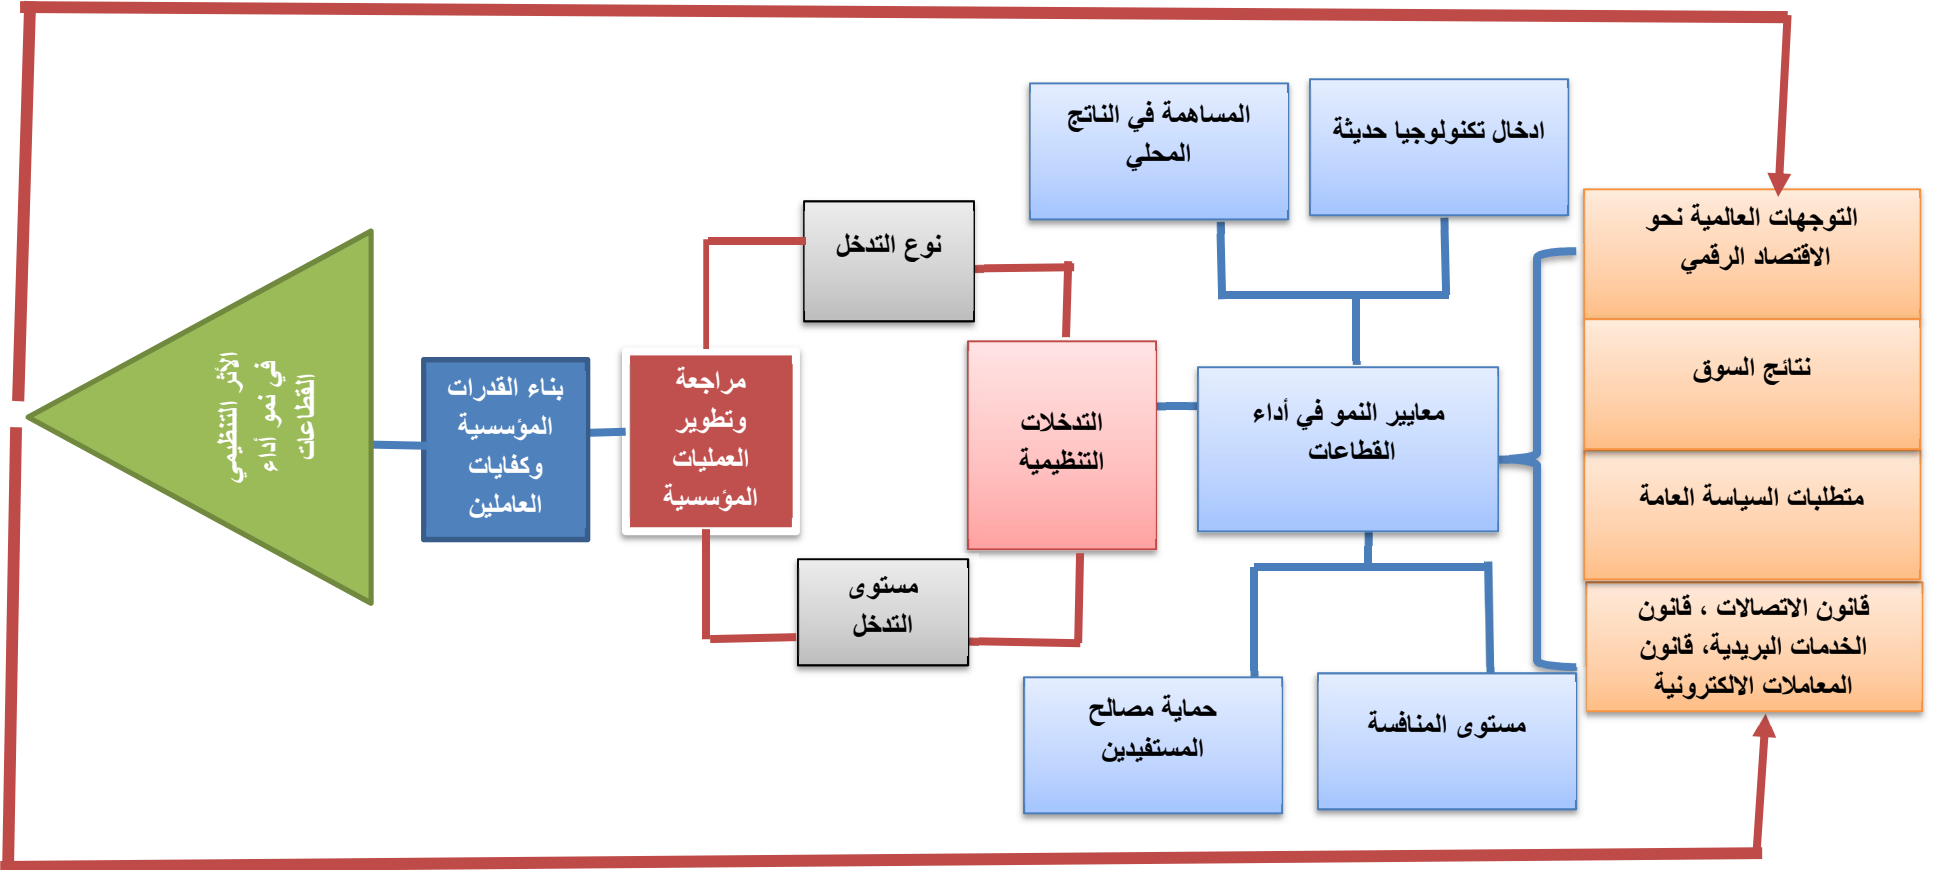 التوجهات العالمية نحو
الاقتصاد الرقمي
نتائج السوق
متطلبات السياسة العامة
قانون الاتصالات ، قانون
الخدمات البريدية، قانون
المعاملات الالكترونية
ادخال تكنولوجيا حديثة
المساهمة في الناتج
المحلي
معايير النمو في أداء
القطاعات
مستوى المنافسة
حماية مصالح
المستفيدين
التدخلات
التنظيمية
نوع التدخل
مستوى
التدخل
مراجعة
وتطوير
العمليات
المؤسسية
بناء القدرات
المؤسسية
وكفايات
العاملين
الأثر التنظيمي
في نمو أداء
القطاعات